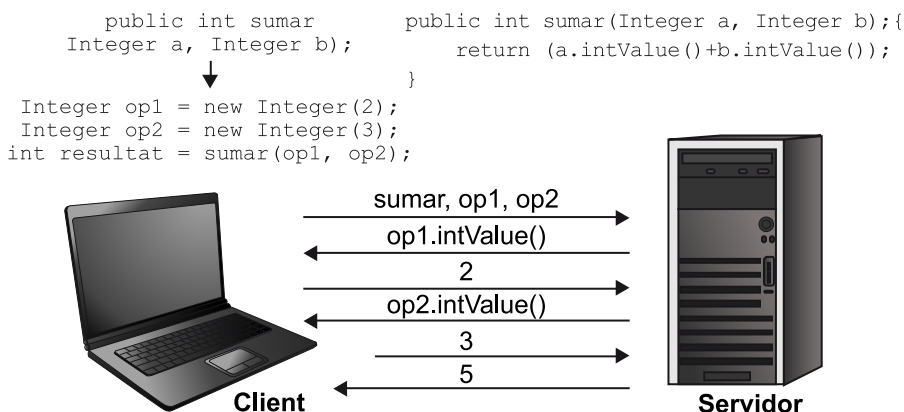 public int sumar
Integer a, Integer b);
public int sumar(Integer a, Integer b);{
return (a.intValue()+b.intValue());
}
Integer op1 = new Integer(2);
Integer op2 = new Integer(3);
int resultat = sumar(op1, op2);
sumar, op1, op2
op1.intValue()
2
op2.intValue()
3
5
Client
Servidor